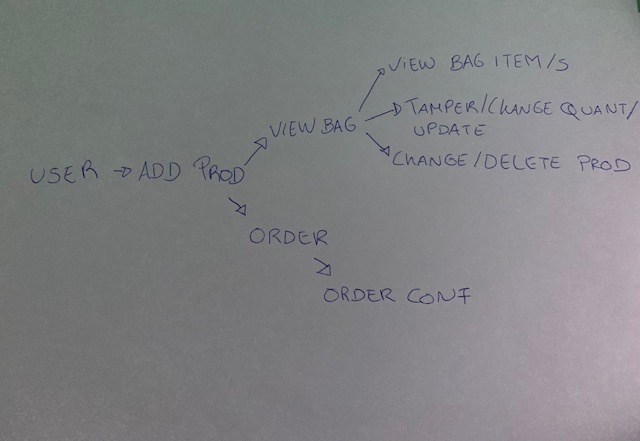 VIEW BAG ITEM/S
VIEW BAG
TAMPER/CHANGE QUANT/
UPDATE
CHANGE/DELETE PROD
USER → ADD PROD
ORDER
ORDER CONF